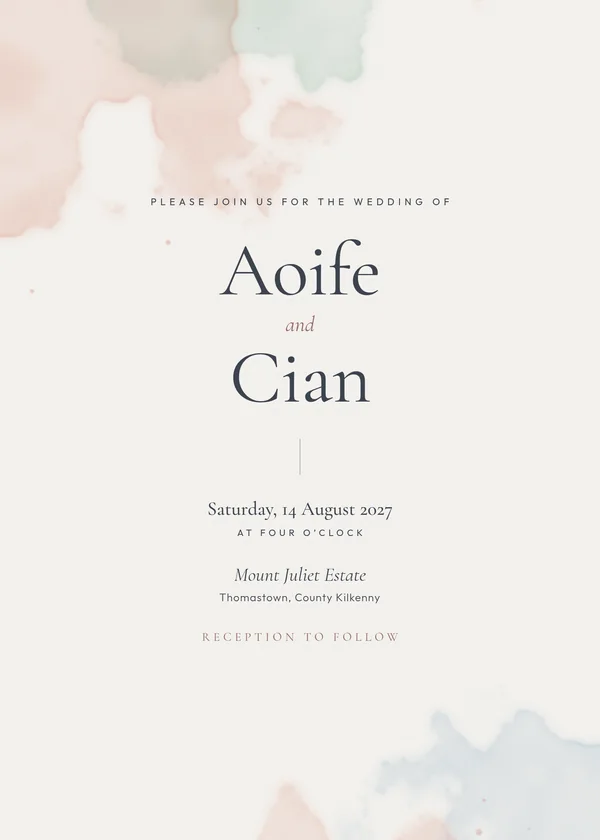 PLEASE JOIN US FOR THE WEDDING OF
Aoife
and
Cian
Saturday, 14 August 2027
AT FOUR O'CLOCK
Mount Juliet Estate
Thomastown, County Kilkenny
RECEPTION TO FOLLOW